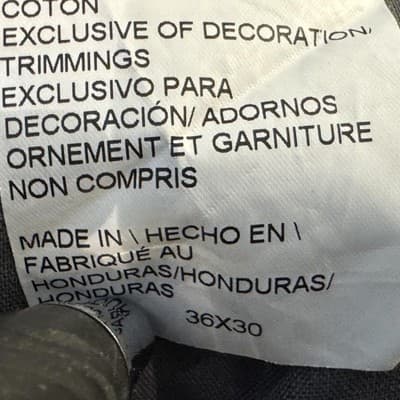 COTON
EXCLUSIVE OF DECORATION/
TRIMMINGS
EXCLUSIVO PARA
DECORACIÓN/ ADORNOS
ORNEMENT ET GARNITURE
NON COMPRIS
MADE IN \ HECHO EN \
FABRIQUÉ AU
HONDURAS/HONDURAS/
HONDURAS
36X30